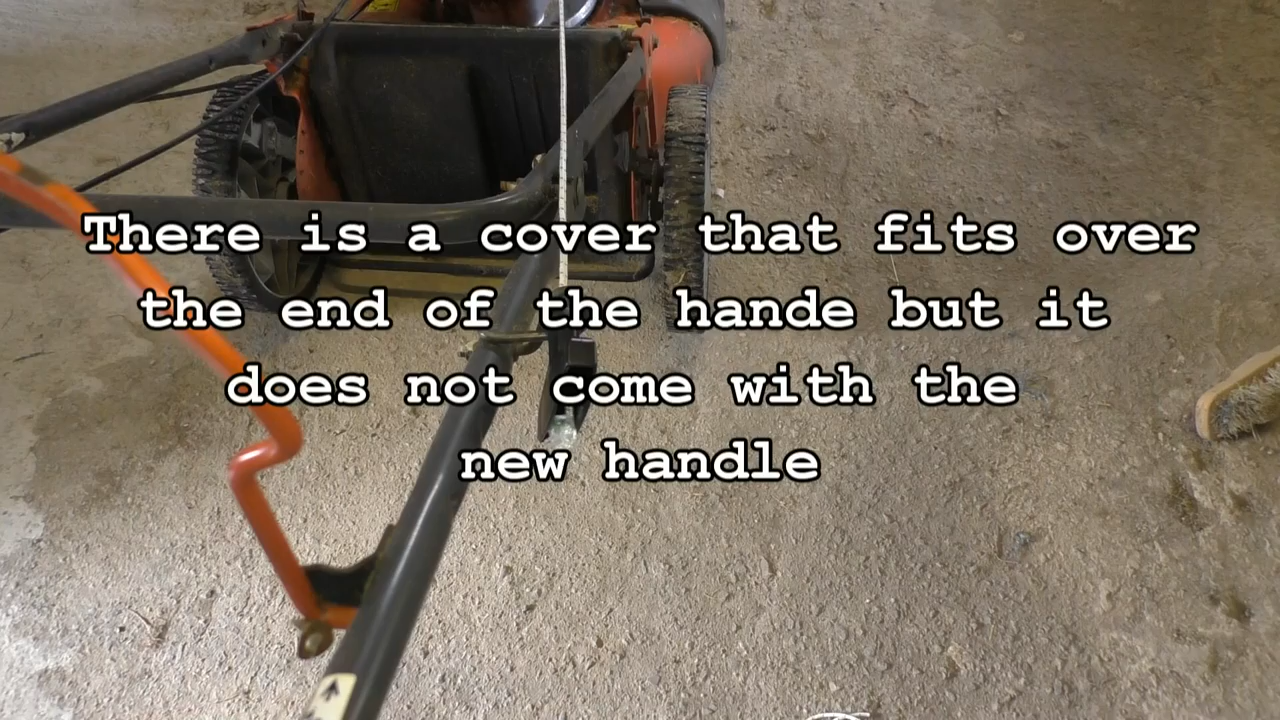 There is a cover that fits over
the end of the hande but it
does not come with the
new handle